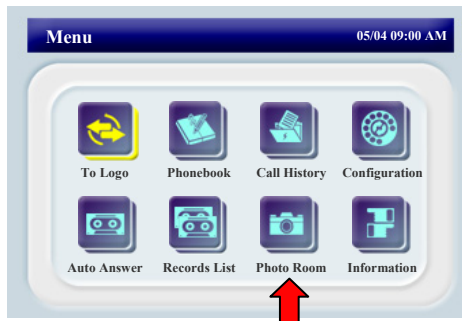 Menu 05/04 09:00 AM
To Logo Phonebook Call History Configuration
Auto Answer Records List Photo Room Information